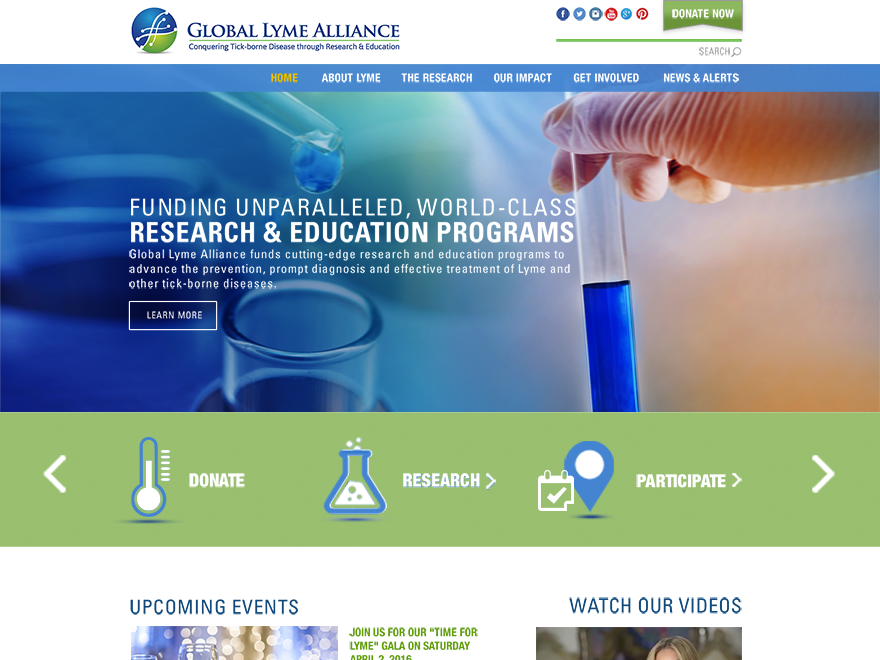 GLOBAL LYME ALLIANCE
Conquering Tick-borne Disease through Research & Education
DONATE NOW
SEARCH
HOME ABOUT LYME THE RESEARCH OUR IMPACT GET INVOLVED NEWS & ALERTS
FUNDING UNPARALLELED, WORLD-CLASS
RESEARCH & EDUCATION PROGRAMS
Global Lyme Alliance funds cutting-edge research and education programs to
advance the prevention, prompt diagnosis and effective treatment of Lyme and
other tick-borne diseases.
LEARN MORE
DONATE RESEARCH PARTICIPATE
UPCOMING EVENTS
WATCH OUR VIDEOS
JOIN US FOR OUR "TIME FOR
LYME" GALA ON SATURDAY
APRIL 2, 2016